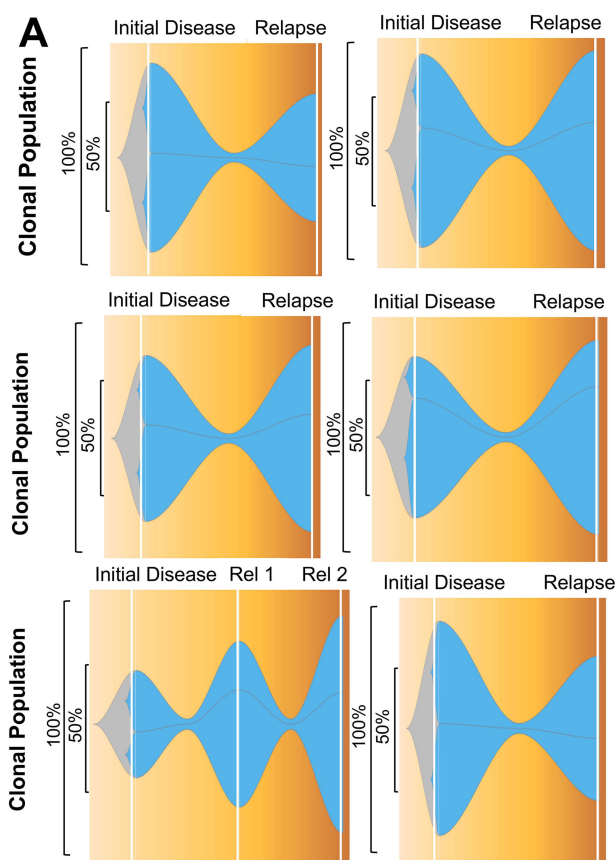 A
Initial Disease Relapse
Clonal Population
100%
50%
Initial Disease Relapse
100%
50%
Initial Disease Relapse
Clonal Population
100%
50%
Initial Disease Relapse
100%
50%
Initial Disease Rel 1 Rel 2
Clonal Population
100%
50%
Initial Disease Relapse
100%
50%